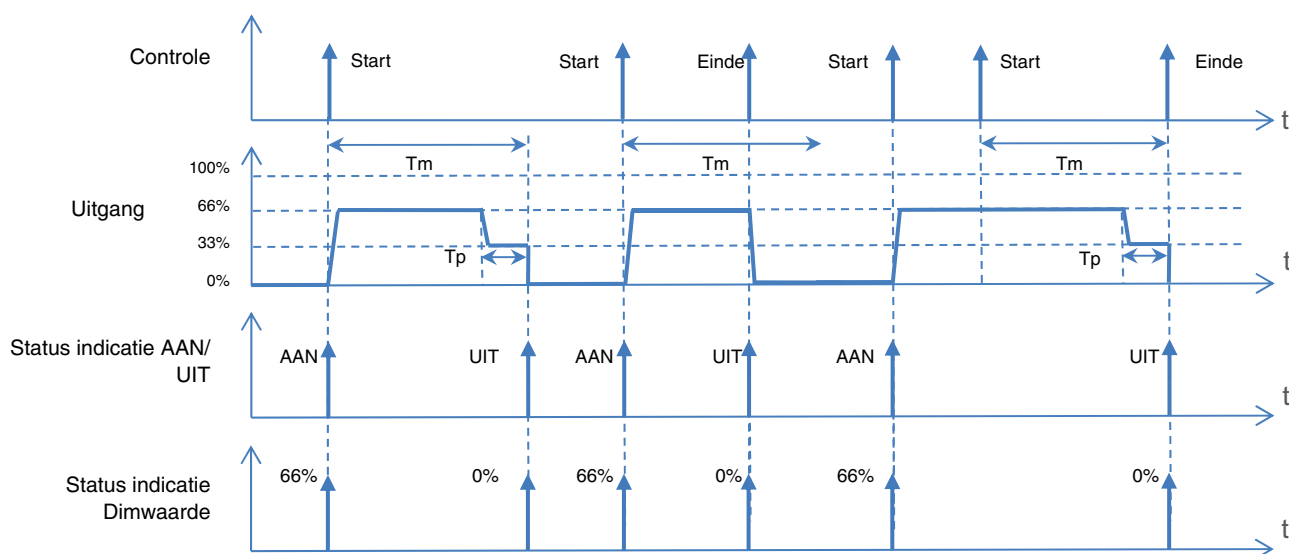 Controle
Start
Start
Einde
Start
Start
Einde
t
Uitgang
100%
66%
33%
0%
Tm
Tm
Tm
Tp
Tp
t
Status indicatie AAN/
UIT
AAN
UIT
AAN
UIT
AAN
UIT
t
Status indicatie
Dimwaarde
66%
0%
66%
0%
66%
0%
t